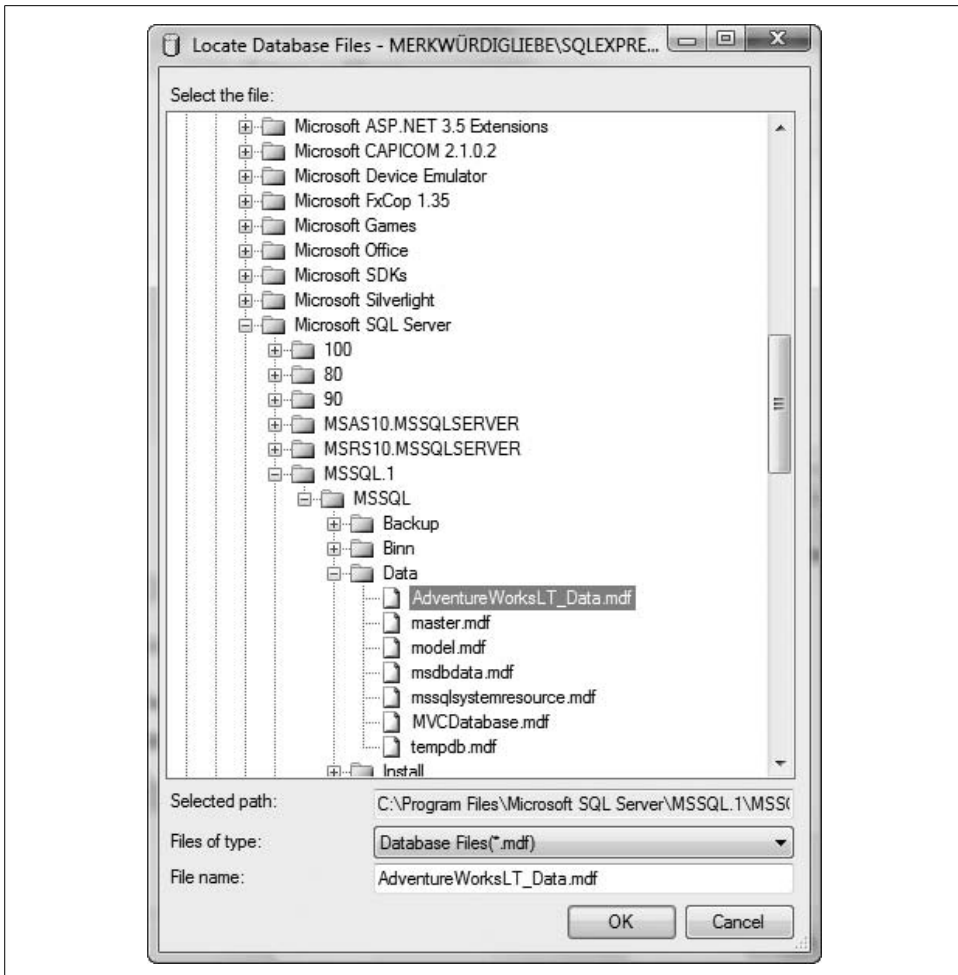 Locate Database Files - MERKWÜRDIGLIEBE\SQLEXPRE...
Select the file:
Microsoft ASP.NET 3.5 Extensions
Microsoft CAPICOM 2.1.0.2
Microsoft Device Emulator
Microsoft FxCop 1.35
Microsoft Games
Microsoft Office
Microsoft SDKs
Microsoft Silverlight
Microsoft SQL Server
100
80
90
MSAS10.MSSQLSERVER
MSRS10.MSSQLSERVER
MSSQL.1
MSSQL
Backup
Binn
Data
AdventureWorksLT_Data.mdf
master.mdf
model.mdf
msdbdata.mdf
mssqlsystemresource.mdf
MVCDatabase.mdf
tempdb.mdf
Install
Selected path: C:\Program Files\Microsoft SQL Server\MSSQL.1\MSS(
Files of type: Database Files(*.mdf)
File name: AdventureWorksLT_Data.mdf
OK Cancel